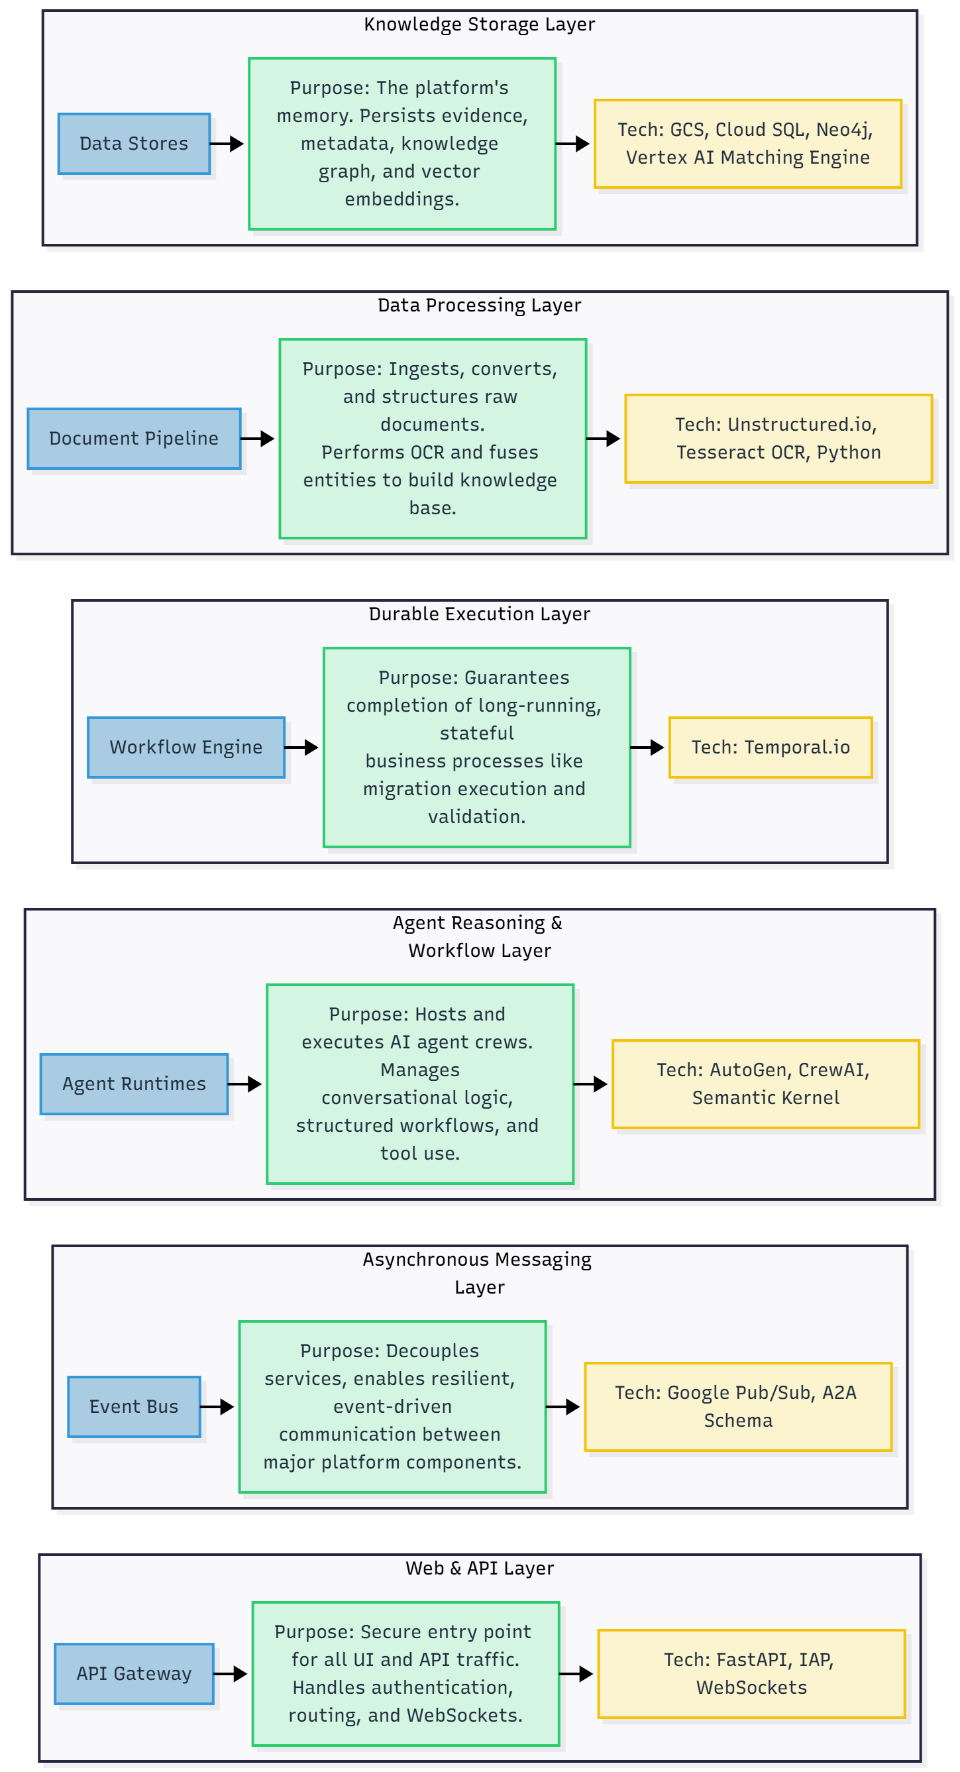 Knowledge Storage Layer
Data Stores
Purpose: The platform's
memory. Persists evidence,
metadata, knowledge
graph, and vector
embeddings.
Tech: GCS, Cloud SQL, Neo4j,
Vertex AI Matching Engine
Data Processing Layer
Document Pipeline
Purpose: Ingests, converts,
and structures raw
documents.
Performs OCR and fuses
entities to build knowledge
base.
Tech: Unstructured.io,
Tesseract OCR, Python
Durable Execution Layer
Workflow Engine
Purpose: Guarantees
completion of long-running,
stateful
business processes like
migration execution and
validation.
Tech: Temporal.io
Agent Reasoning &
Workflow Layer
Agent Runtimes
Purpose: Hosts and
executes AI agent crews.
Manages
conversational logic,
structured workflows, and
tool use.
Tech: AutoGen, CrewAI,
Semantic Kernel
Asynchronous Messaging
Layer
Event Bus
Purpose: Decouples
services, enables resilient,
event-driven
communication between
major platform components.
Tech: Google Pub/Sub, A2A
Schema
Web & API Layer
API Gateway
Purpose: Secure entry point
for all UI and API traffic.
Handles authentication,
routing, and WebSockets.
Tech: FastAPI, IAP,
WebSockets